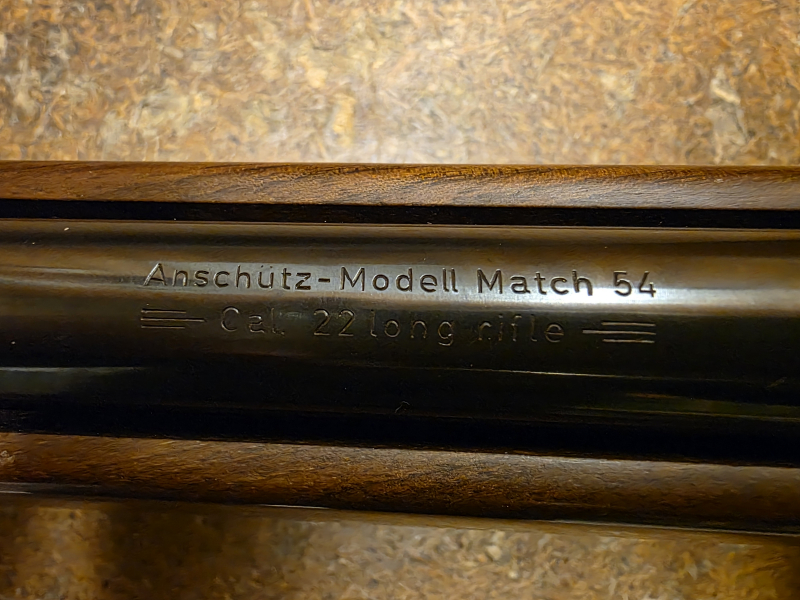 Anschütz-Modell Match 54
Cal. 22 long rifle